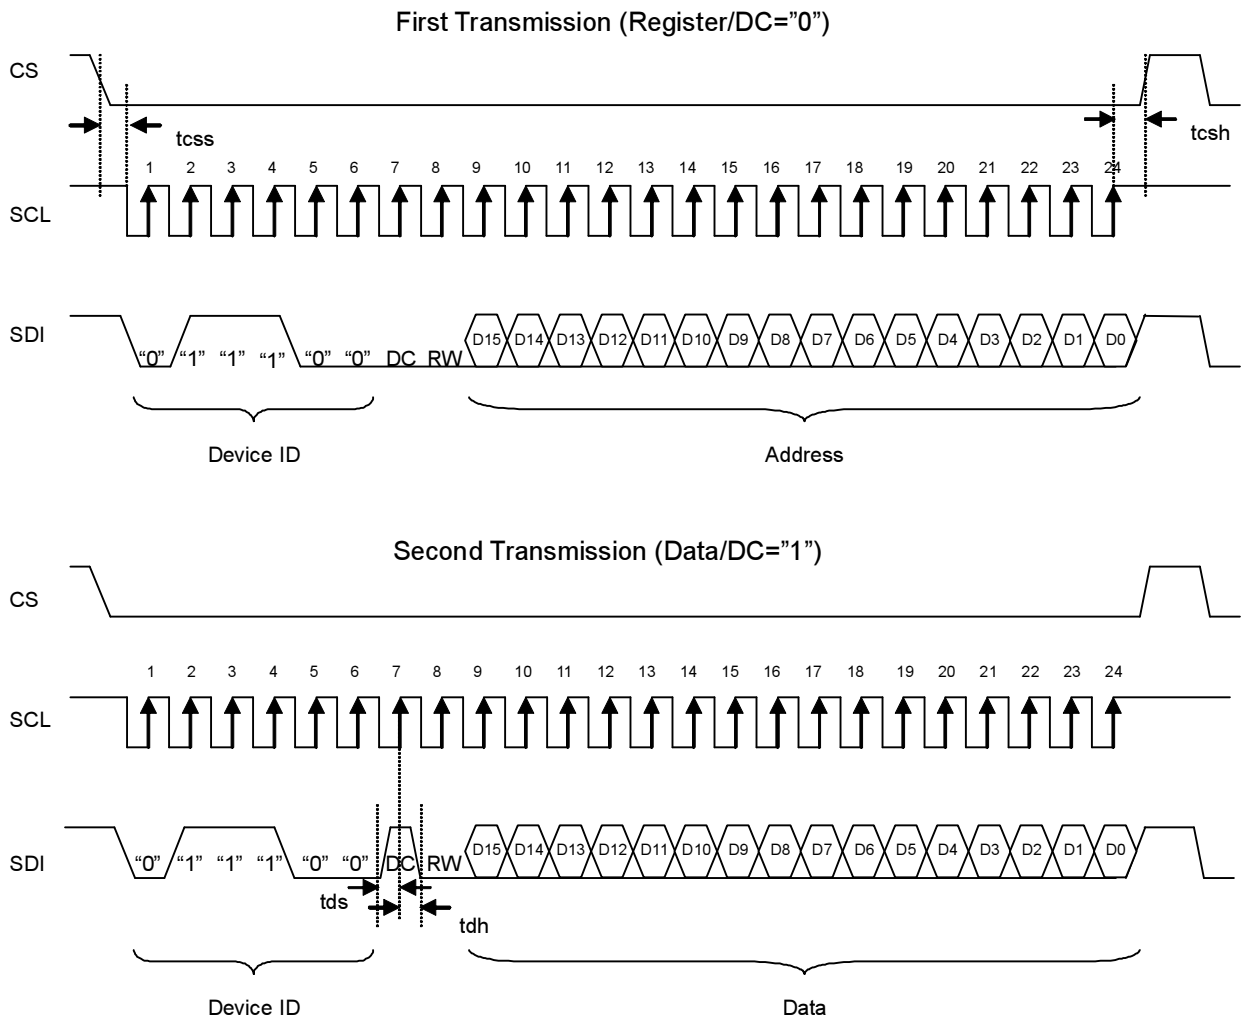 First Transmission (Register/DC=”0”)
CS
tcss
tcsh
1 2 3 4 5 6 7 8 9 10 11 12 13 14 15 16 17 18 19 20 21 22 23 24
SCL
SDI
“0” “1” “1” “1” “0” “0” DC RW D15 D14 D13 D12 D11 D10 D9 D8 D7 D6 D5 D4 D3 D2 D1 D0
Device ID
Address
Second Transmission (Data/DC=”1”)
CS
1 2 3 4 5 6 7 8 9 10 11 12 13 14 15 16 17 18 19 20 21 22 23 24
SCL
SDI
“0” “1” “1” “1” “0” “0” DC RW D15 D14 D13 D12 D11 D10 D9 D8 D7 D6 D5 D4 D3 D2 D1 D0
tds
tdh
Device ID
Data